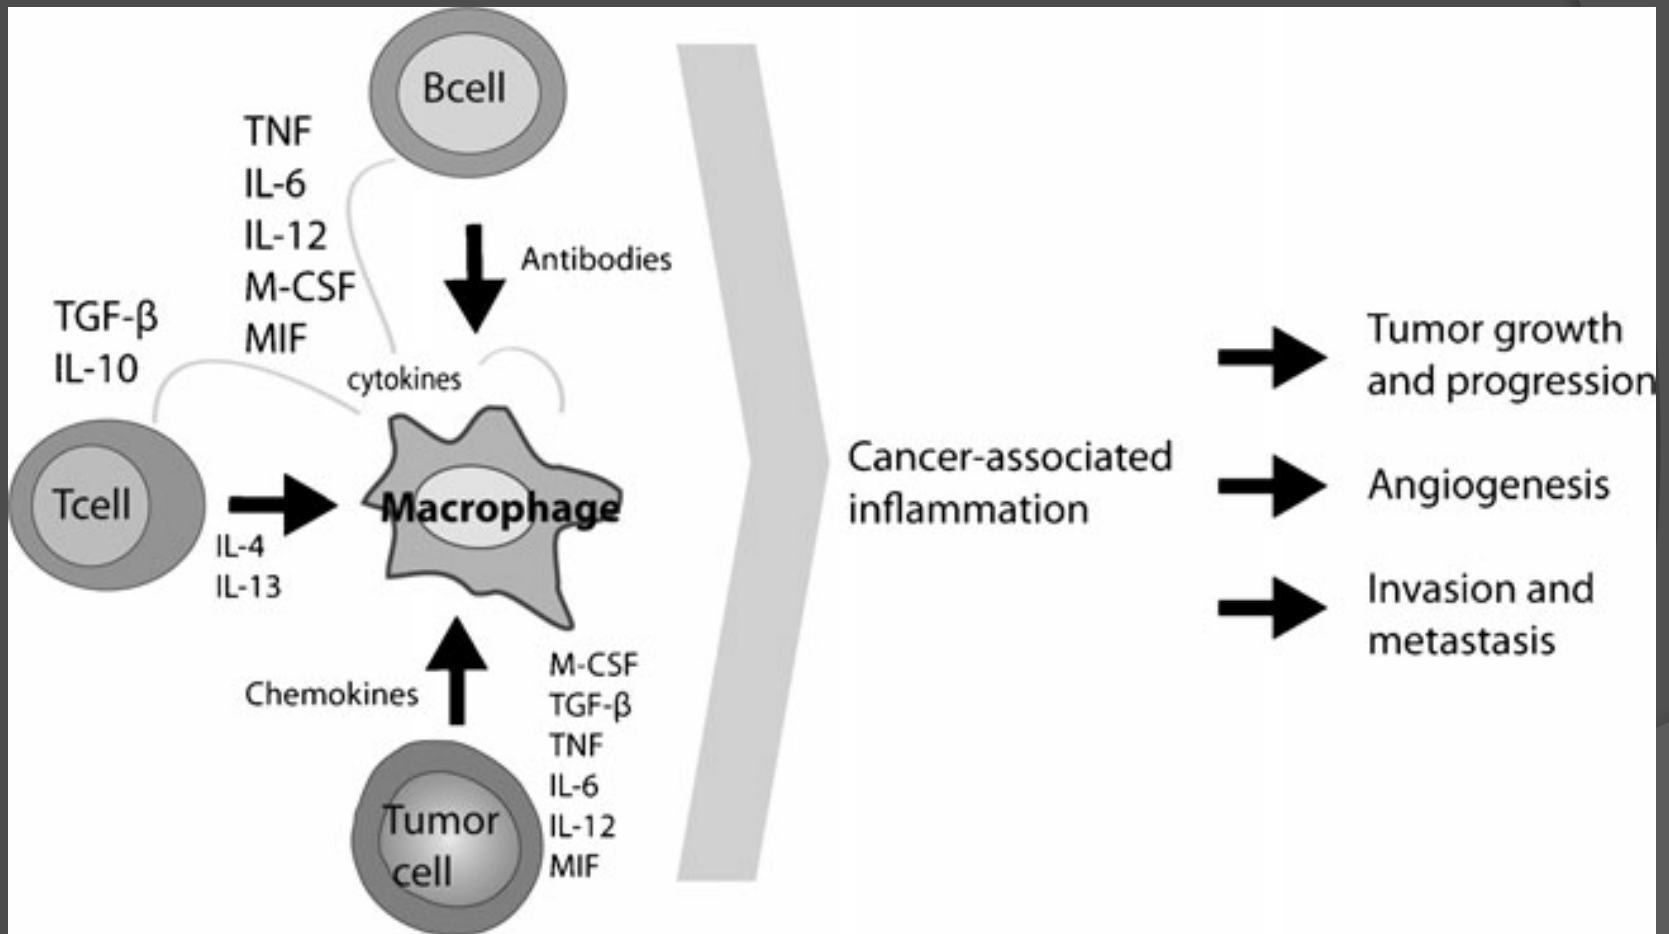 Bcell
TNF
IL-6
IL-12
M-CSF
MIF
Antibodies
TGF-β
IL-10
cytokines
Tcell
Macrophage
IL-4
IL-13
Chemokines
M-CSF
TGF-β
TNF
IL-6
IL-12
MIF
Tumor
cell
Cancer-associated
inflammation
Tumor growth
and progression
Angiogenesis
Invasion and
metastasis